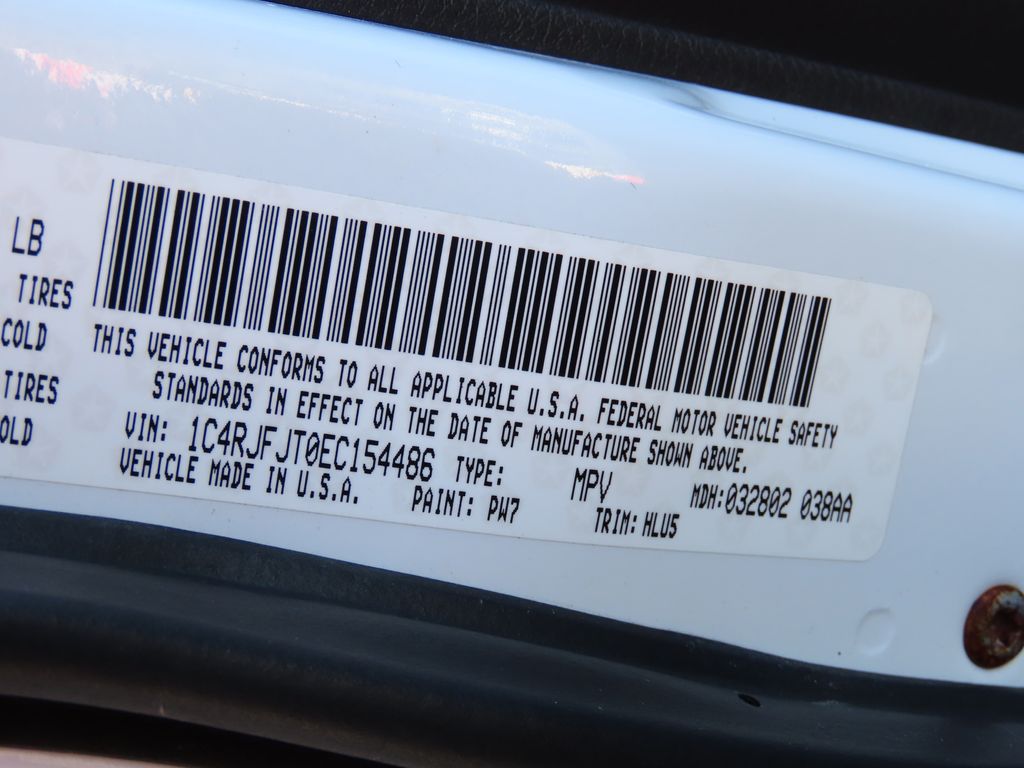 LB
TIRES
COLD
TIRES
OLD
THIS VEHICLE CONFORMS TO ALL APPLICABLE U.S.A. FEDERAL MOTOR VEHICLE SAFETY
STANDARDS IN EFFECT ON THE DATE OF MANUFACTURE SHOWN ABOVE.
VIN: 1C4RJFJT0EC154486 TYPE: MPV MDH:032802 038AA
VEHICLE MADE IN U.S.A. PAINT: PW7 TRIM: HLU5